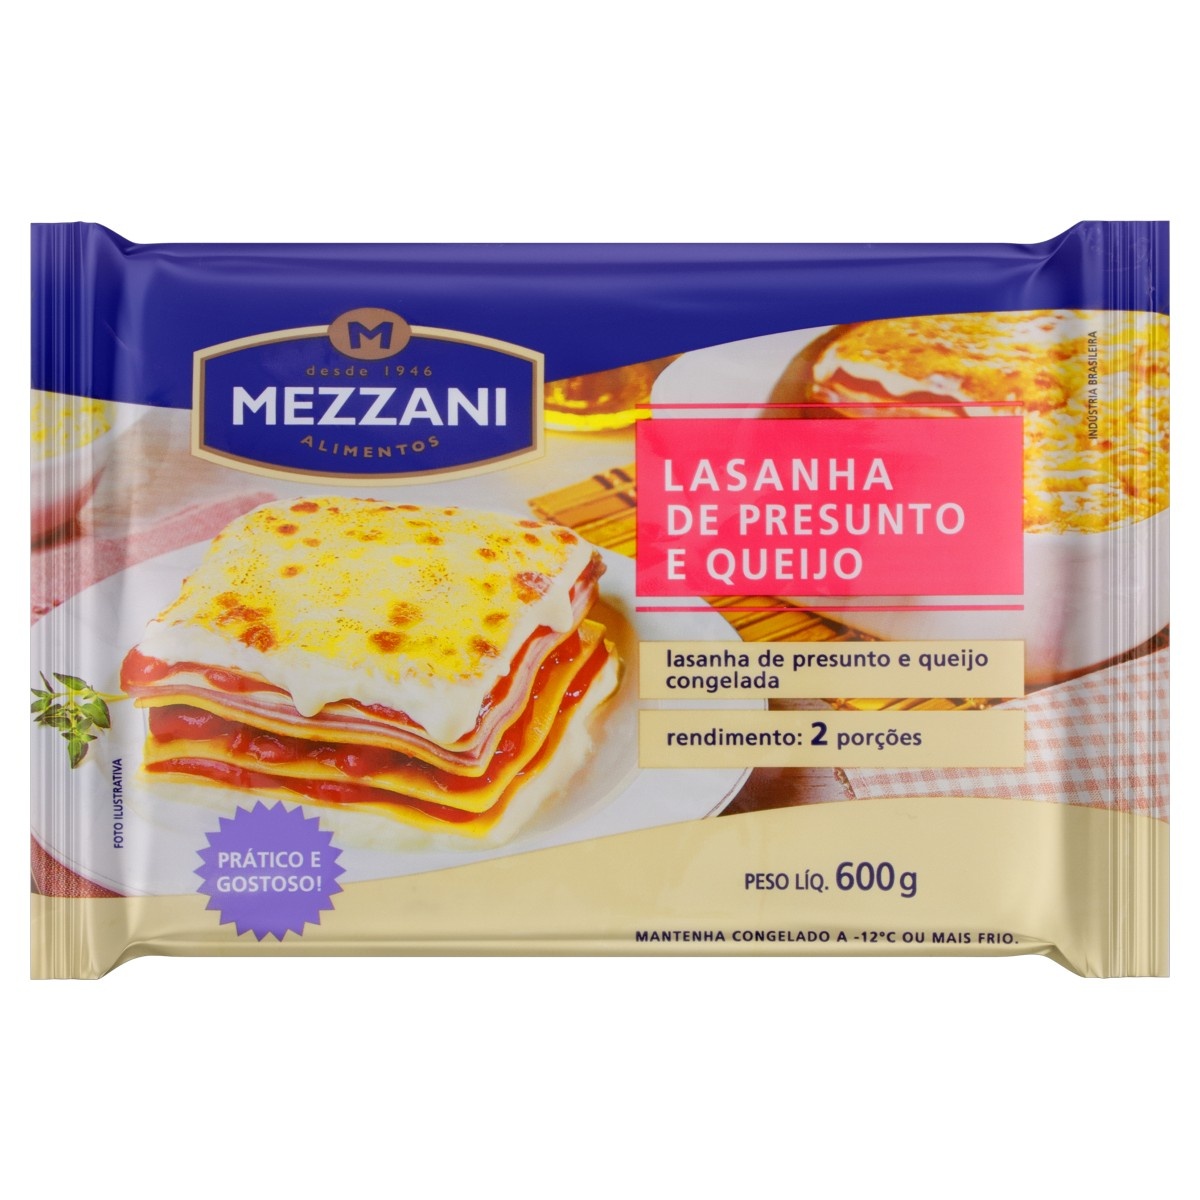 M
desde 1946
MEZZANI
ALIMENTOS
INDÚSTRIA BRASILEIRA
LASANHA
DE PRESUNTO
E QUEIJO
lasanha de presunto e queijo
congelada
rendimento: 2 porções
FOTO ILUSTRATIVA
PRÁTICO E
GOSTOSO!
PESO LÍQ. 600g
MANTENHA CONGELADO A -12°C OU MAIS FRIO.